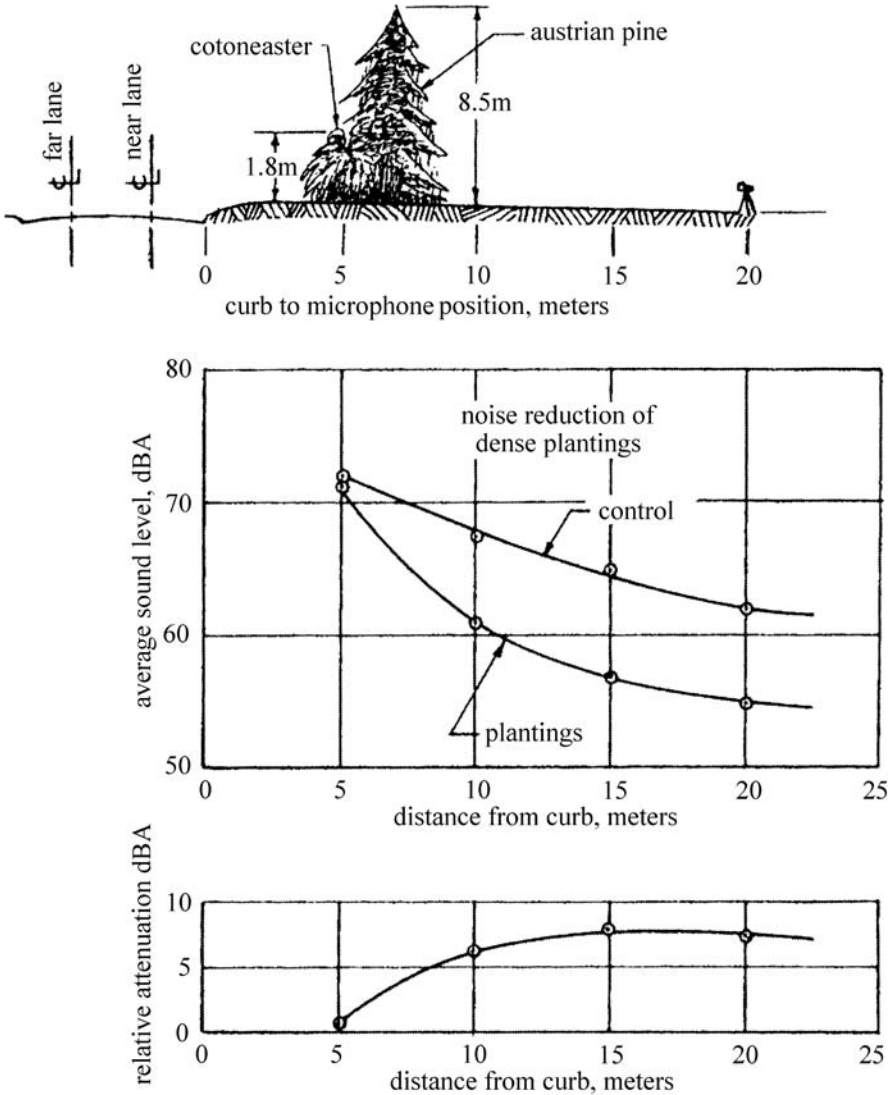 cotoneaster
austrian pine
far lane
near lane
8.5m
1.8m
℄
℄
0 5 10 15 20
curb to microphone position, meters
80
70
60
50
average sound level, dBA
noise reduction of
dense plantings
control
plantings
0 5 10 15 20 25
distance from curb, meters
relative attenuation dBA
10
5
0
0 5 10 15 20 25
distance from curb, meters